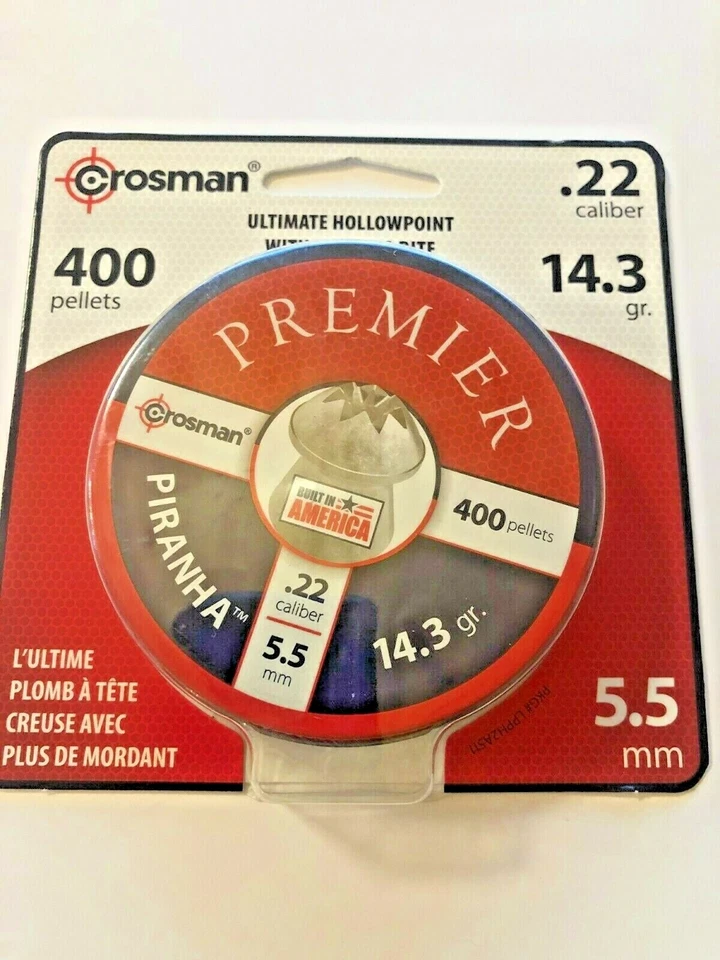 Crosman®
.22
caliber
ULTIMATE HOLLOWPOINT
400
pellets
14.3
gr.
PREMIER
Crosman®
BUILT IN
AMERICA
400 pellets
PIRANHA™
.22
caliber
5.5
mm
14.3 gr.
L'ULTIME
PLOMB À TÊTE
CREUSE AVEC
PLUS DE MORDANT
5.5
mm